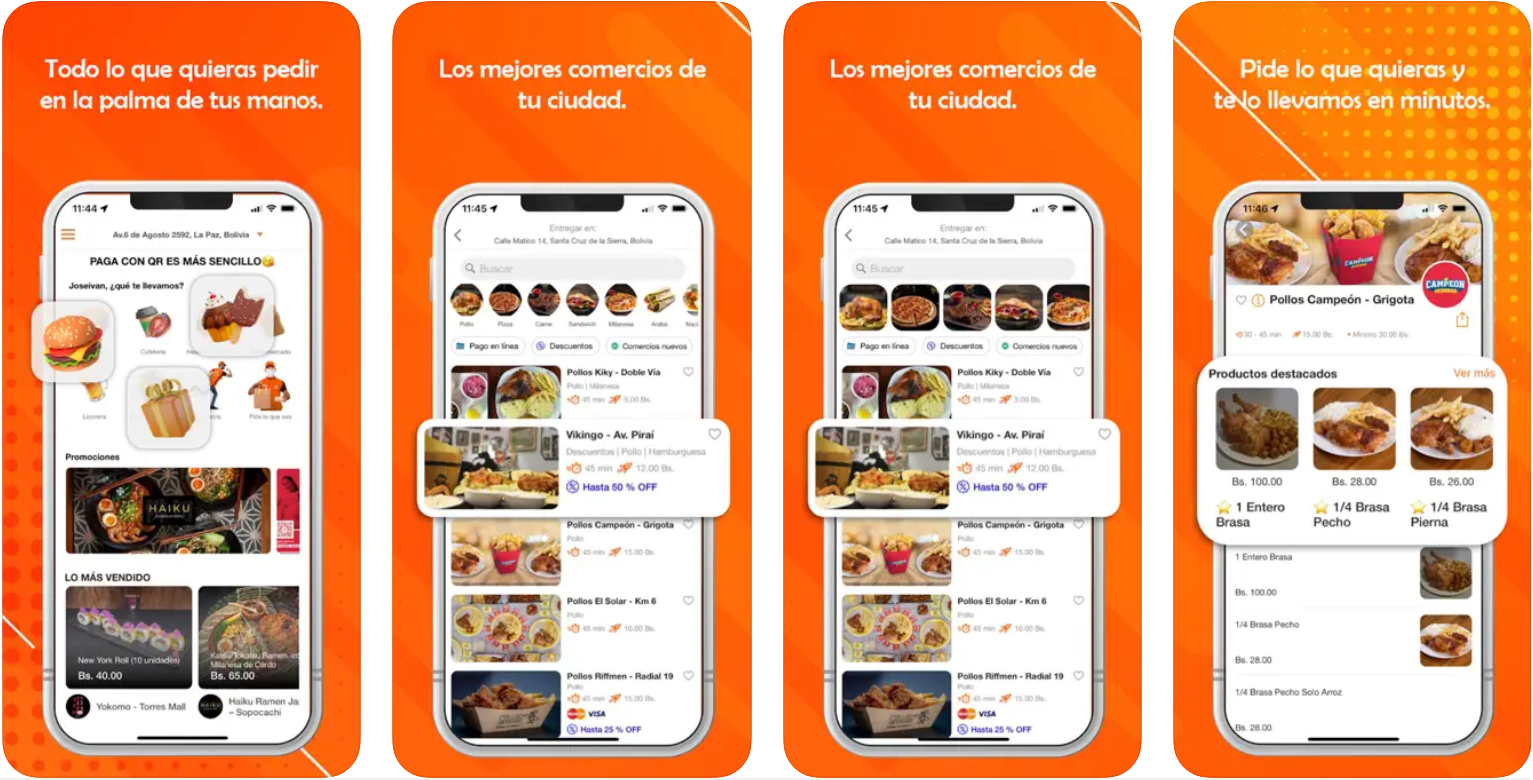 Todo lo que quieras pedir
en la palma de tus manos.
11:44
Av.6 de Agosto 2592, La Paz, Bolivia
PAGA CON QR ES MÁS SENCILLO
Joseivan, ¿qué te llevamos?
Cafetería
Licorería
Pide lo que sea
Promociones
HAIKU
LO MÁS VENDIDO
New York Roll (10 unidades)
Bs. 40.00
Milanesa de Cerdo
Bs. 65.00
Yokomo - Torres Mall
Haiku Ramen Ja
– Sopocachi
Los mejores comercios de
tu ciudad.
11:45
Entregar en:
Calle Matico 14, Santa Cruz de la Sierra, Bolivia
Buscar
Pollo Pizza Carne Sandwich Milanesa Árabe Naci
Pago en línea Descuentos Comercios nuevos
Pollos Kiky - Doble Vía
Pollo | Milanesa
45 min 5.00 Bs.
Vikingo - Av. Piraí
Descuentos | Pollo | Hamburguesa
45 min 12.00 Bs.
Hasta 50 % OFF
Pollos Campeón - Grigota
Pollo
45 min 15.00 Bs.
Pollos El Solar - Km 6
Pollo
45 min 10.00 Bs.
Pollos Riffmen - Radial 19
Pollo
45 min 15.00 Bs.
VISA
Hasta 25 % OFF
Los mejores comercios de
tu ciudad.
11:45
Entregar en:
Calle Matico 14, Santa Cruz de la Sierra, Bolivia
Buscar
Pago en línea Descuentos Comercios nuevos
Pollos Kiky - Doble Vía
Pollo | Milanesa
45 min 5.00 Bs.
Vikingo - Av. Piraí
Descuentos | Pollo | Hamburguesa
45 min 12.00 Bs.
Hasta 50 % OFF
Pollos Campeón - Grigota
Pollo
45 min 15.00 Bs.
Pollos El Solar - Km 6
Pollo
45 min 10.00 Bs.
Pollos Riffmen - Radial 19
Pollo
45 min 15.00 Bs.
VISA
Hasta 25 % OFF
Pide lo que quieras y
te lo llevamos en minutos.
11:46
CAMPEÓN
CAMPEÓN
Pollos Campeón - Grigota
30 - 45 min 15.00 Bs. • Mínimo 30.00 Bs.
Productos destacados Ver más
Bs. 100.00 Bs. 28.00 Bs. 26.00
1 Entero
Brasa
1/4 Brasa
Pecho
1/4 Brasa
Pierna
1 Entero Brasa
Bs. 100.00
1/4 Brasa Pecho
Bs. 28.00
1/4 Brasa Pecho Solo Arroz
Bs. 28.00